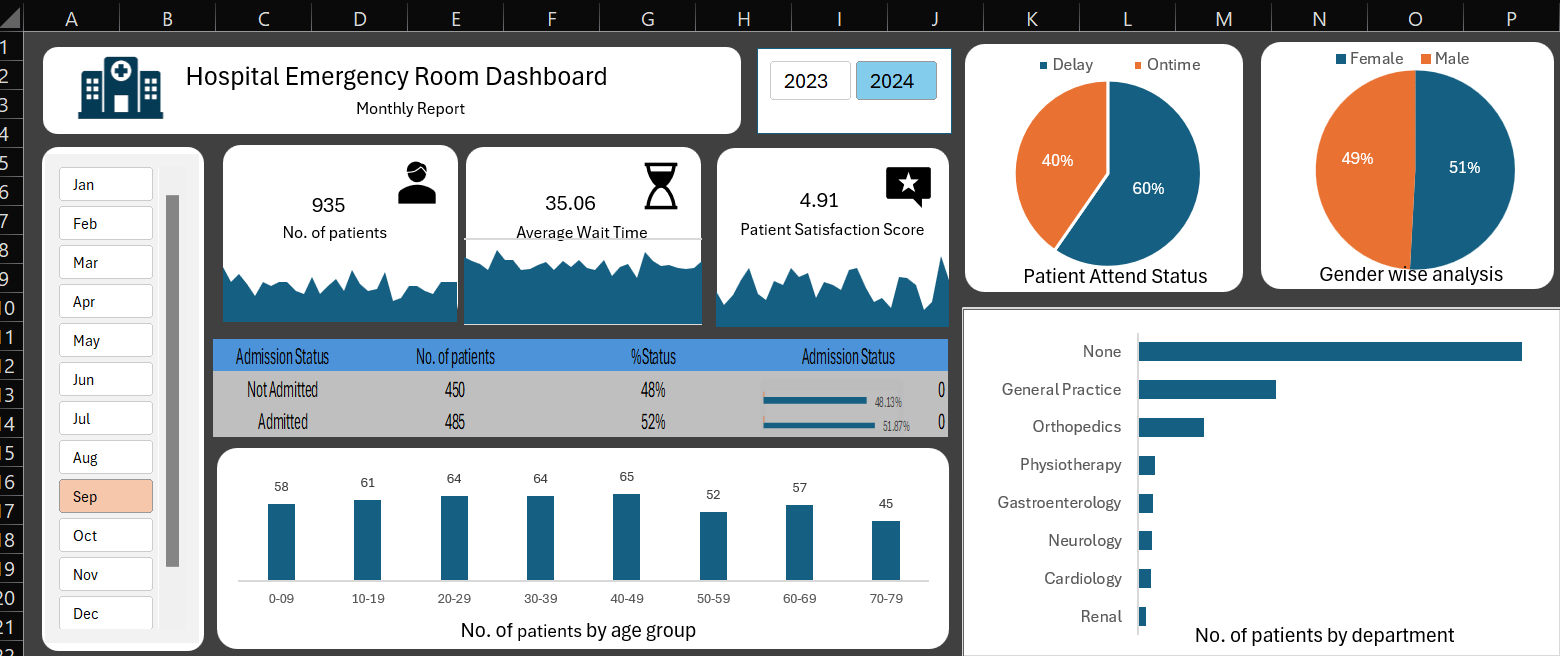 A B C D E F G H I J K L M N O P
1
2
3
4
5
6
7
8
9
10
11
12
13
14
15
16
17
18
19
20
21
22
Hospital Emergency Room Dashboard
Monthly Report
2023 2024
Jan
Feb
Mar
Apr
May
Jun
Jul
Aug
Sep
Oct
Nov
Dec
935
No. of patients
35.06
Average Wait Time
4.91
Patient Satisfaction Score
Delay Ontime
40% 60%
Patient Attend Status
Female Male
49% 51%
Gender wise analysis
Admission Status No. of patients %Status Admission Status
Not Admitted 450 48% 48.13% 0
Admitted 485 52% 51.87% 0
58 61 64 64 65 52 57 45
0-09 10-19 20-29 30-39 40-49 50-59 60-69 70-79
No. of patients by age group
None
General Practice
Orthopedics
Physiotherapy
Gastroenterology
Neurology
Cardiology
Renal
No. of patients by department